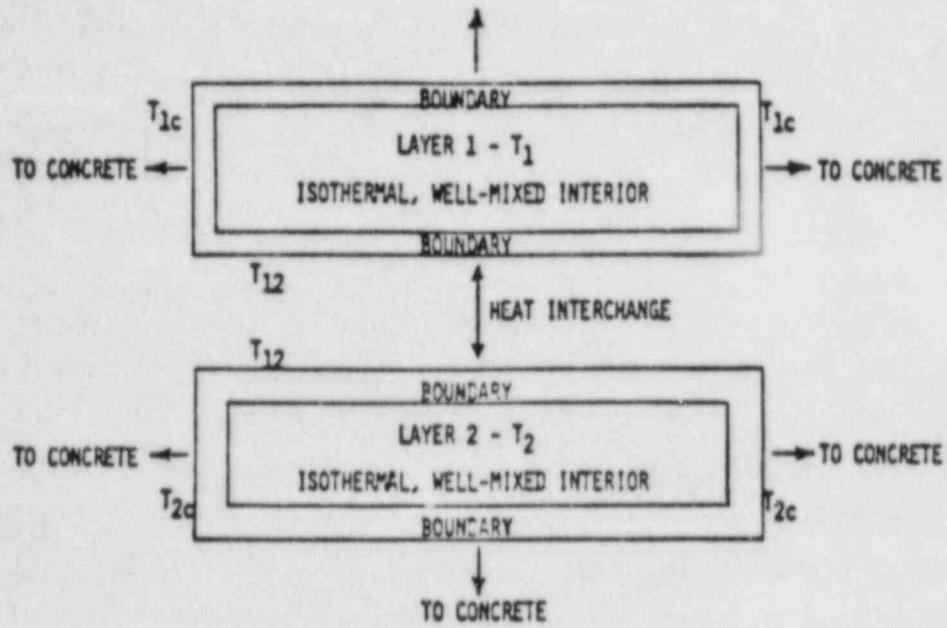 BOUNDARY
T1c
T1c
LAYER 1 - T1
TO CONCRETE
TO CONCRETE
ISOTHERMAL, WELL-MIXED INTERIOR
BOUNDARY
T12
HEAT INTERCHANGE
T12
BOUNDARY
LAYER 2 - T2
TO CONCRETE
TO CONCRETE
ISOTHERMAL, WELL-MIXED INTERIOR
T2c
T2c
BOUNDARY
TO CONCRETE